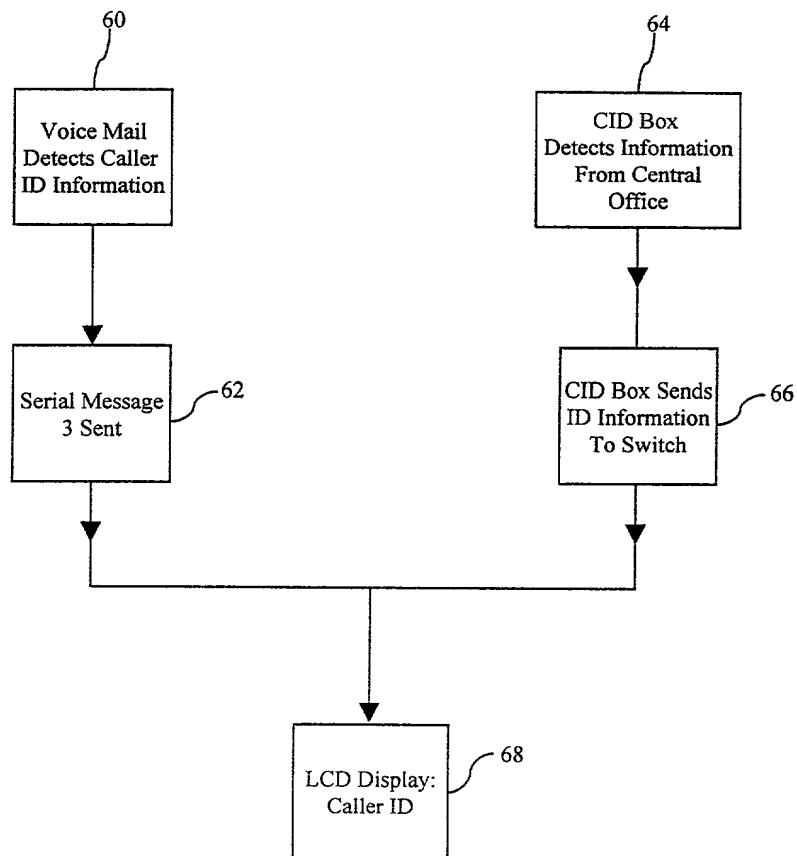 60
Voice Mail
Detects Caller
ID Information
64
CID Box
Detects Information
From Central
Office
Serial Message
3 Sent
62
CID Box Sends
ID Information
To Switch
66
LCD Display:
Caller ID
68